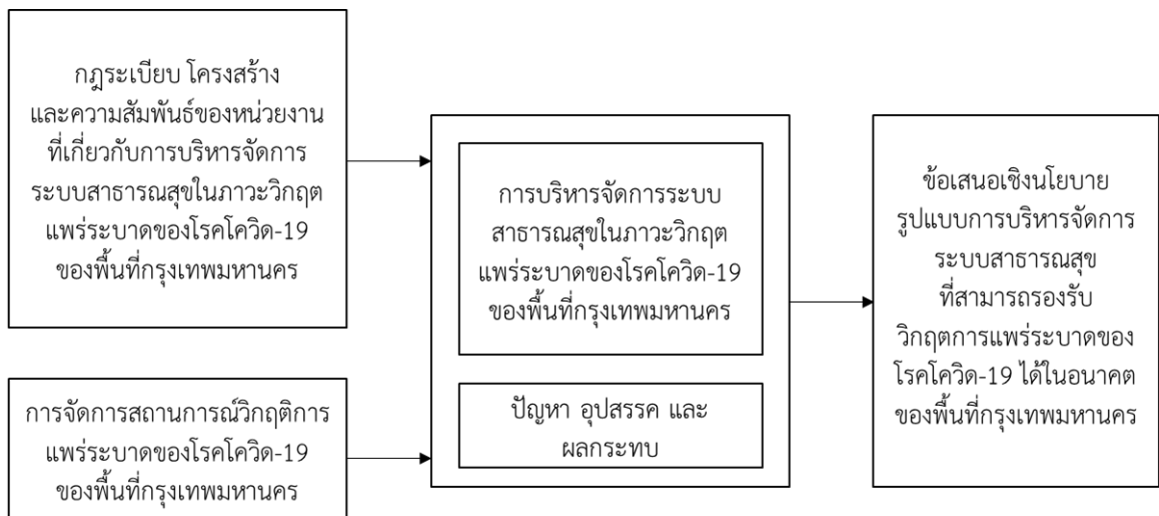 กฎระเบียบ โครงสร้าง
และความสัมพันธ์ของหน่วยงาน
ที่เกี่ยวกับการบริหารจัดการ
ระบบสาธารณสุขในภาวะวิกฤต
แพร่ระบาดของโรคโควิด-19
ของพื้นที่กรุงเทพมหานคร
การจัดการสถานการณ์วิกฤติการ
แพร่ระบาดของโรคโควิด-19
ของพื้นที่กรุงเทพมหานคร
การบริหารจัดการระบบ
สาธารณสุขในภาวะวิกฤต
แพร่ระบาดของโรคโควิด-19
ของพื้นที่กรุงเทพมหานคร
ปัญหา อุปสรรค และ
ผลกระทบ
ข้อเสนอเชิงนโยบาย
รูปแบบการบริหารจัดการ
ระบบสาธารณสุข
ที่สามารถรองรับ
วิกฤตการแพร่ระบาดของ
โรคโควิด-19 ได้ในอนาคต
ของพื้นที่กรุงเทพมหานคร